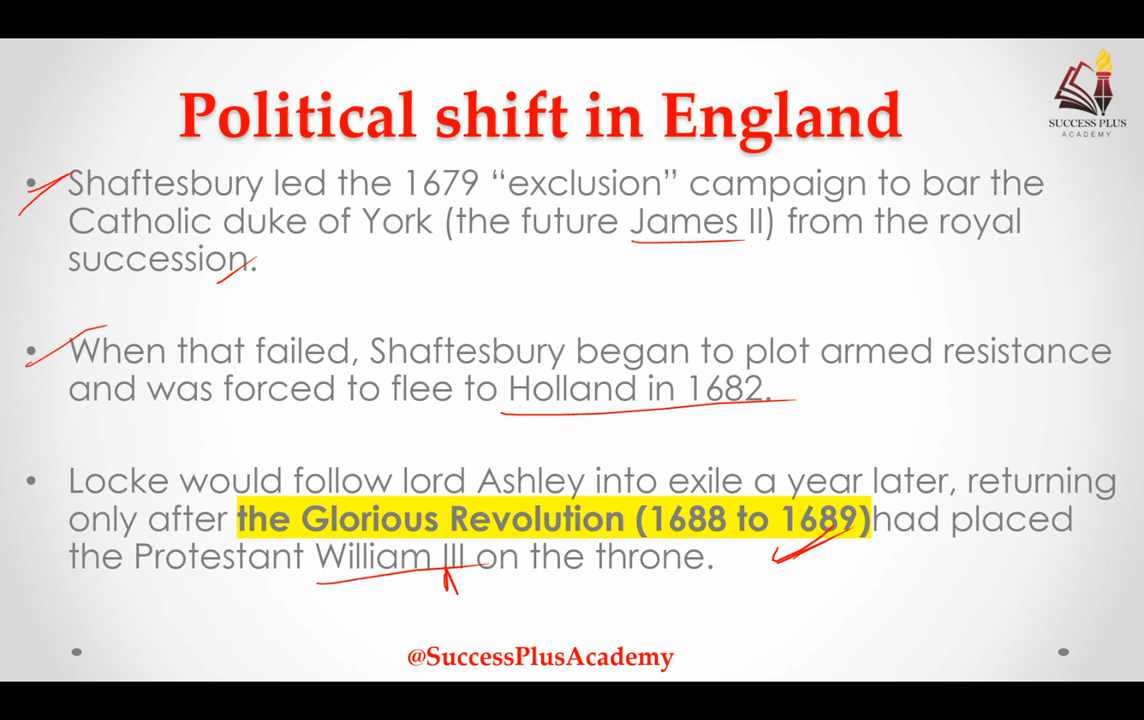 Political shift in England
SUCCESS PLUS
ACADEMY
• Shaftesbury led the 1679 “exclusion” campaign to bar the
Catholic duke of York (the future James II) from the royal
succession.
• When that failed, Shaftesbury began to plot armed resistance
and was forced to flee to Holland in 1682.
• Locke would follow lord Ashley into exile a year later, returning
only after the Glorious Revolution (1688 to 1689)had placed
the Protestant William III on the throne.
@SuccessPlusAcademy